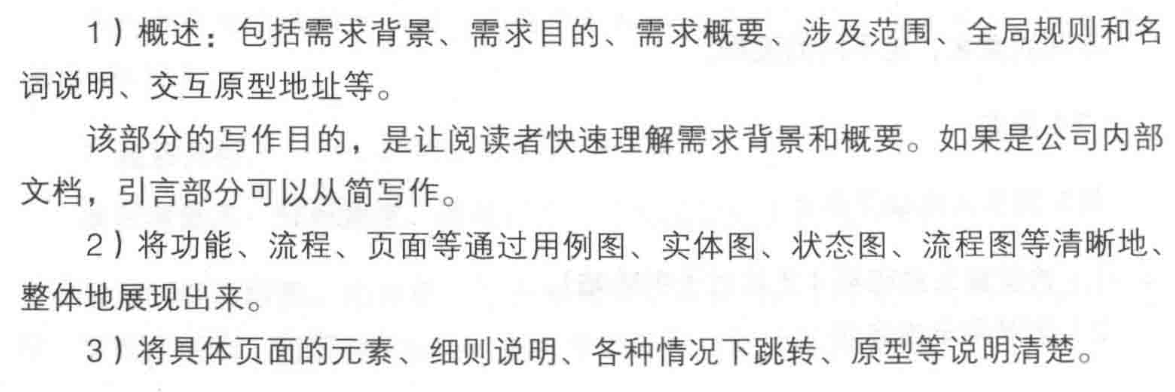 1）概述：包括需求背景、需求目的、需求概要、涉及范围、全局规则和名
词说明、交互原型地址等。
该部分的写作目的，是让阅读者快速理解需求背景和概要。如果是公司内部
文档，引言部分可以从简写作。
2）将功能、流程、页面等通过用例图、实体图、状态图、流程图等清晰地、
整体地展现出来。
3）将具体页面的元素、细则说明、各种情况下跳转、原型等说明清楚。